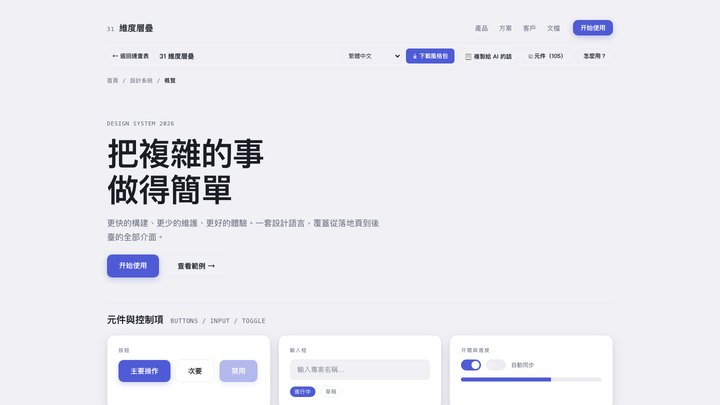 31 維度層疊
產品 方案 客戶 文檔 开始使用
← 返回速查表 31 維度層疊 繁體中文 下載風格包 📋 複製給 AI 的話 元件（105） 怎麼用？
首頁 / 設計系統 / 概覽
DESIGN SYSTEM 2026
把複雜的事
做得簡單
更快的構建、更少的維護、更好的體驗。一套設計語言，覆蓋從落地頁到後
臺的全部介面。
开始使用 查看範例 →
元件與控制項 BUTTONS / INPUT / TOGGLE
按鈕
主要操作 次要 禁用
輸入框
輸入專案名稱…
進行中 草稿
开關與進度
自動同步